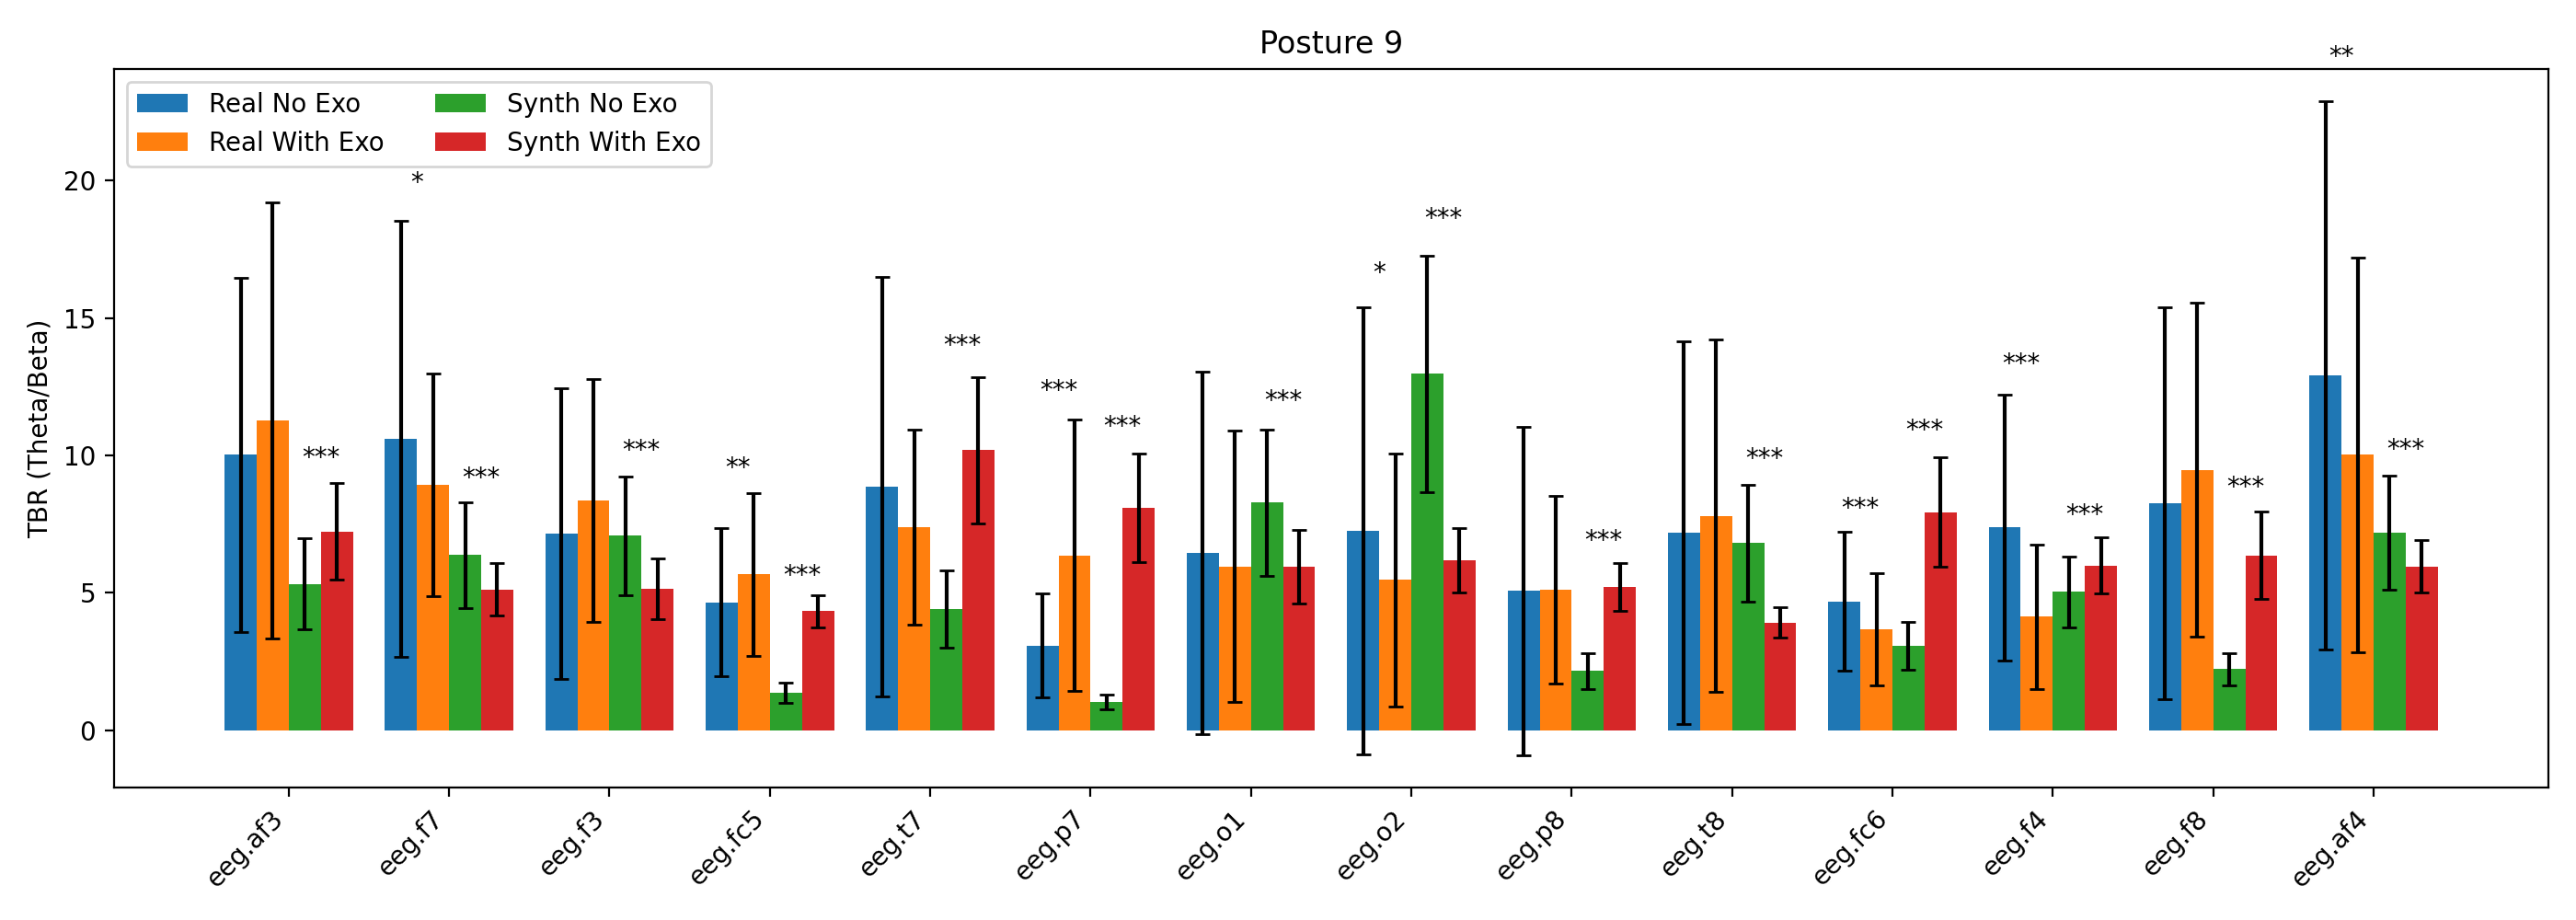 Posture 9
**
Real No Exo
Real With Exo
Synth No Exo
Synth With Exo
TBR (Theta/Beta)
20
15
10
5
0
***
*
***
***
**
***
***
***
***
***
*
***
***
***
***
***
***
***
***
***
eeg.af3
eeg.f7
eeg.f3
eeg.fc5
eeg.t7
eeg.p7
eeg.o1
eeg.o2
eeg.p8
eeg.t8
eeg.fc6
eeg.f4
eeg.f8
eeg.af4